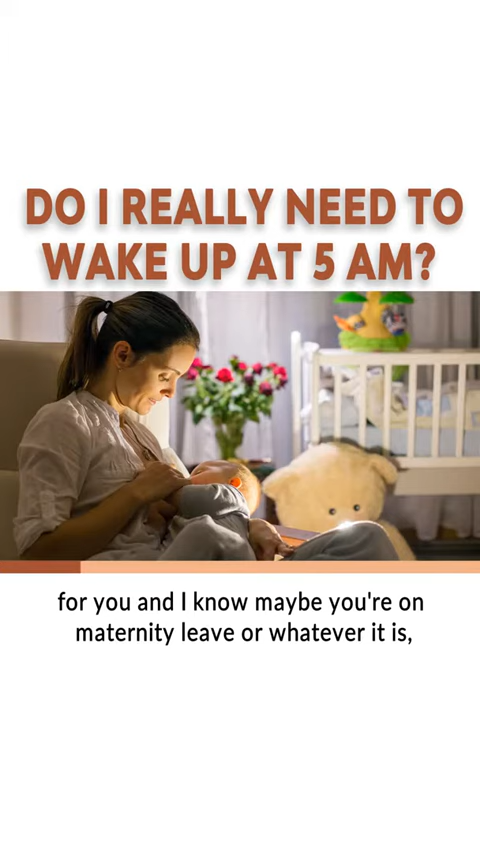 DO I REALLY NEED TO
WAKE UP AT 5 AM?
for you and I know maybe you're on
maternity leave or whatever it is,